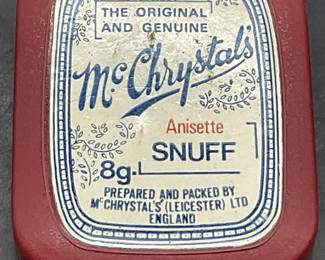 THE ORIGINAL
AND GENUINE
McChrystal's
Anisette
SNUFF
8g.
PREPARED AND PACKED BY
McCHRYSTAL'S (LEICESTER) LTD
ENGLAND